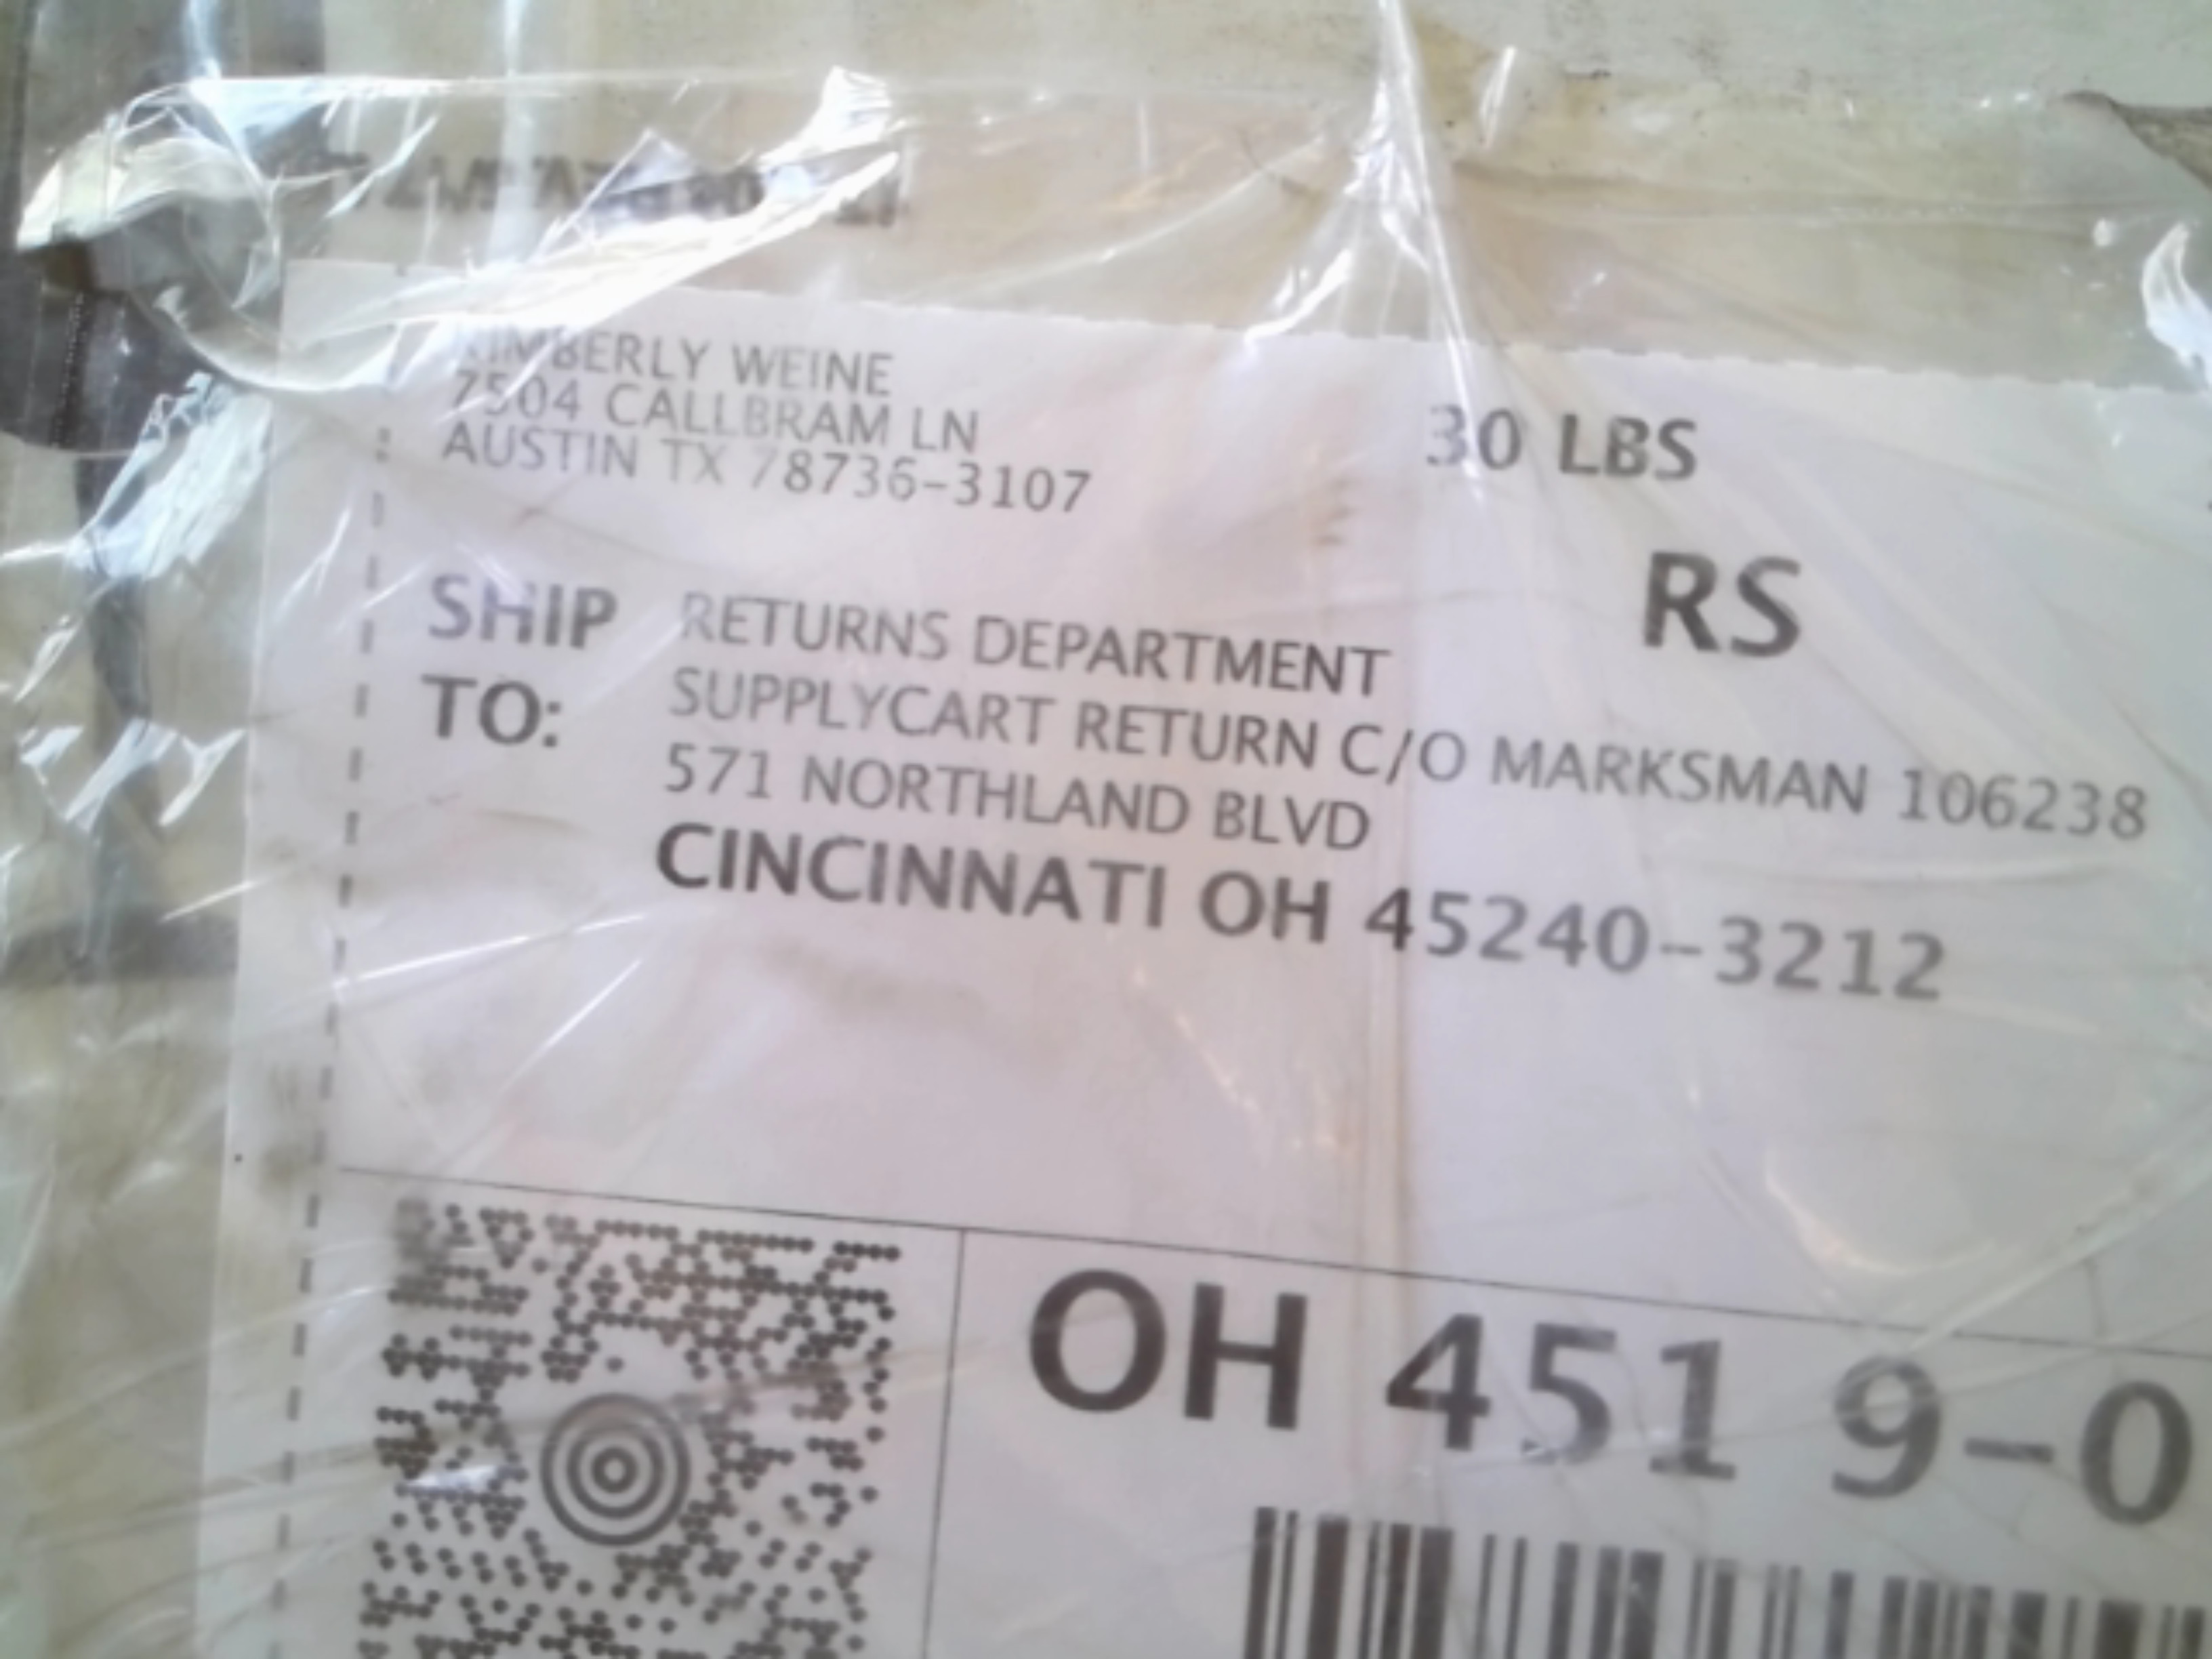 KIMBERLY WEINE
7504 CALLBRAM LN
AUSTIN TX 78736-3107
30 LBS
RS
SHIP TO:
RETURNS DEPARTMENT
SUPPLYCART RETURN C/O MARKSMAN 106238
571 NORTHLAND BLVD
CINCINNATI OH 45240-3212
OH 451 9-0